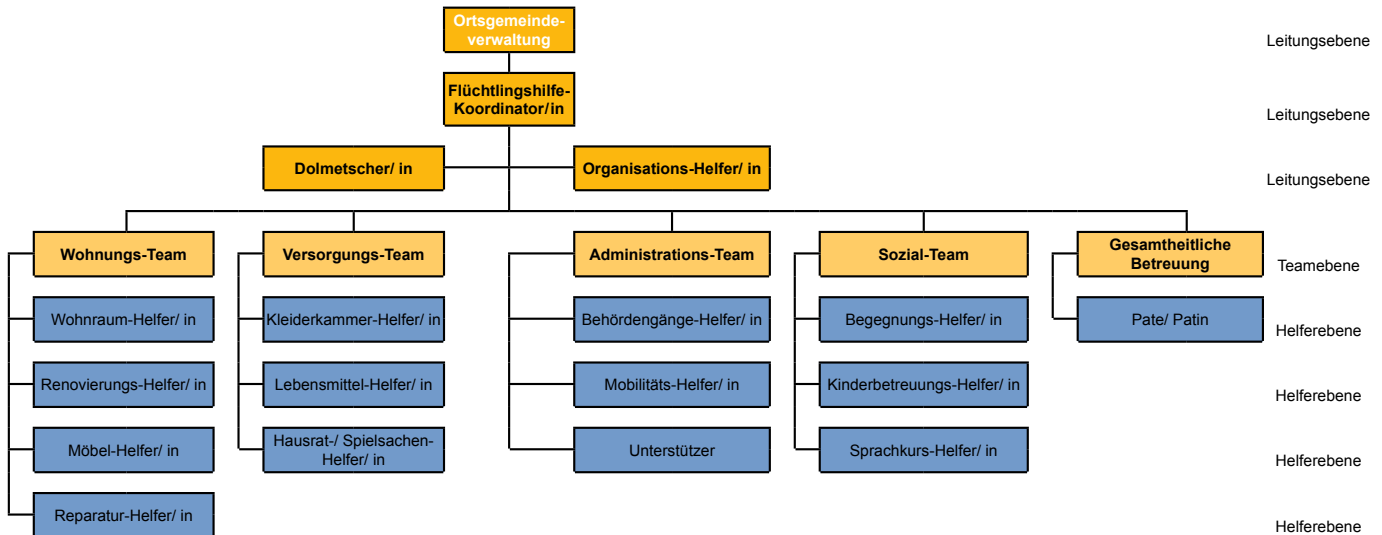 Ortsgemeinde-
verwaltung
Leitungsebene
Flüchtlingshilfe-
Koordinator/in
Leitungsebene
Dolmetscher/ in
Organisations-Helfer/ in
Leitungsebene
Wohnungs-Team
Versorgungs-Team
Administrations-Team
Sozial-Team
Gesamtheitliche
Betreuung
Teamebene
Wohnraum-Helfer/ in
Kleiderkammer-Helfer/ in
Behördengänge-Helfer/ in
Begegnungs-Helfer/ in
Pate/ Patin
Helferebene
Renovierungs-Helfer/ in
Lebensmittel-Helfer/ in
Mobilitäts-Helfer/ in
Kinderbetreuungs-Helfer/ in
Helferebene
Möbel-Helfer/ in
Hausrat-/ Spielsachen-
Helfer/ in
Unterstützer
Sprachkurs-Helfer/ in
Helferebene
Reparatur-Helfer/ in
Helferebene